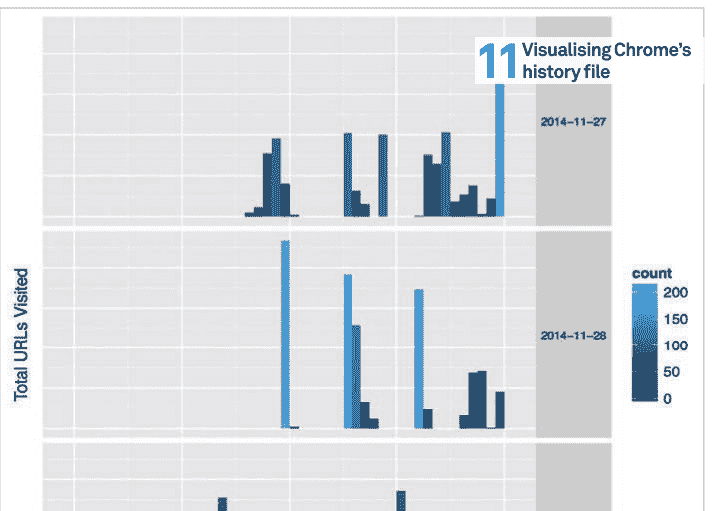 11 Visualising Chrome's
history file
2014-11-27
Total URLs Visited
2014-11-28
count
200
150
100
50
0